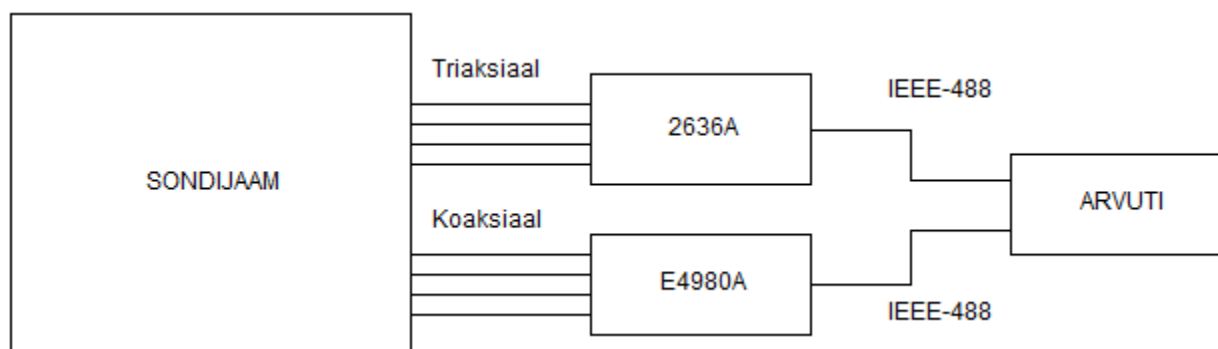 SONDIJAAM
Triaksiaal
2636A
IEEE-488
ARVUTI
Koaksiaal
E4980A
IEEE-488